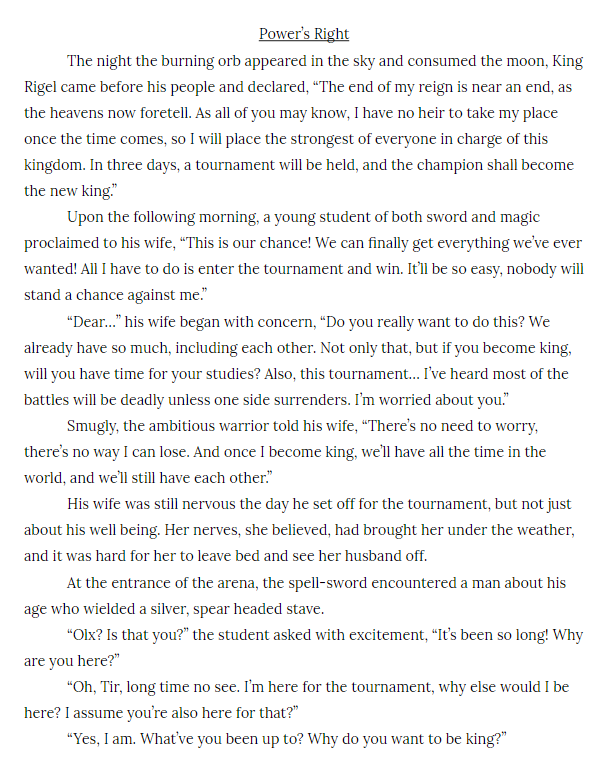 Power's Right
The night the burning orb appeared in the sky and consumed the moon, King
Rigel came before his people and declared, “The end of my reign is near an end, as
the heavens now foretell. As all of you may know, I have no heir to take my place
once the time comes, so I will place the strongest of everyone in charge of this
kingdom. In three days, a tournament will be held, and the champion shall become
the new king.”
Upon the following morning, a young student of both sword and magic
proclaimed to his wife, “This is our chance! We can finally get everything we’ve ever
wanted! All I have to do is enter the tournament and win. It’ll be so easy, nobody will
stand a chance against me.”
“Dear…” his wife began with concern, “Do you really want to do this? We
already have so much, including each other. Not only that, but if you become king,
will you have time for your studies? Also, this tournament… I’ve heard most of the
battles will be deadly unless one side surrenders. I’m worried about you.”
Smugly, the ambitious warrior told his wife, “There’s no need to worry,
there’s no way I can lose. And once I become king, we’ll have all the time in the
world, and we’ll still have each other.”
His wife was still nervous the day he set off for the tournament, but not just
about his well being. Her nerves, she believed, had brought her under the weather,
and it was hard for her to leave bed and see her husband off.
At the entrance of the arena, the spell-sword encountered a man about his
age who wielded a silver, spear headed stave.
“Olx? Is that you?” the student asked with excitement, “It’s been so long! Why
are you here?”
“Oh, Tir, long time no see. I’m here for the tournament, why else would I be
here? I assume you’re also here for that?”
“Yes, I am. What’ve you been up to? Why do you want to be king?”